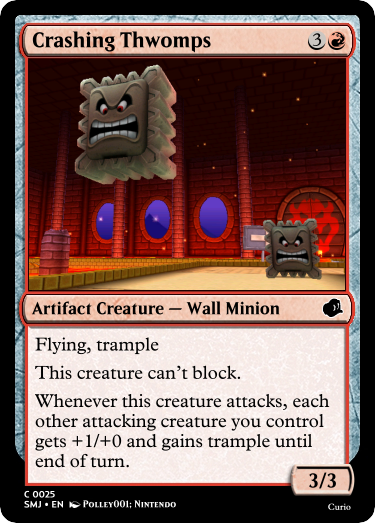 Crashing Thwomps 3
Artifact Creature — Wall Minion
Flying, trample
This creature can't block.
Whenever this creature attacks, each
other attacking creature you control
gets +1/+0 and gains trample until
end of turn.
3/3
C 0025
SMJ • EN Polley001; Nintendo
Curio